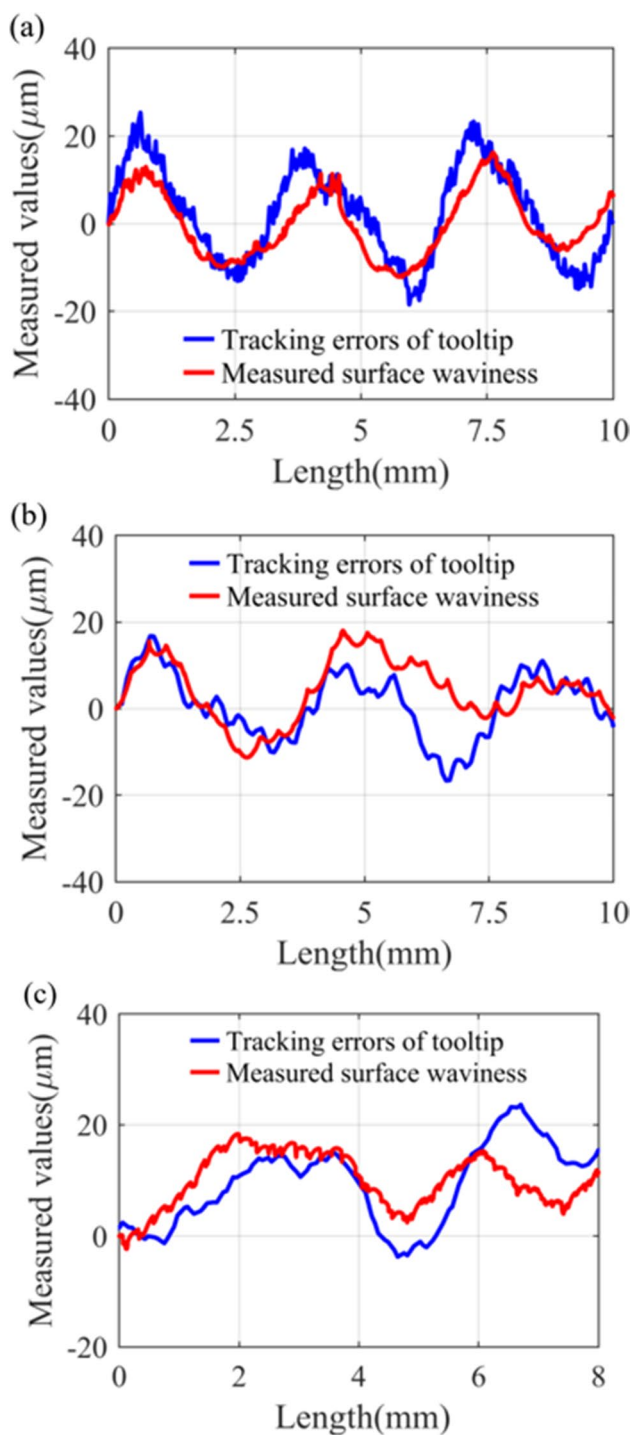 (a)
40
20
0
-20
-40
Measured values(μm)
Tracking errors of tooltip
Measured surface waviness
0 2.5 5 7.5 10
Length(mm)
(b)
40
20
0
-20
-40
Measured values(μm)
Tracking errors of tooltip
Measured surface waviness
0 2.5 5 7.5 10
Length(mm)
(c)
40
20
0
-20
Measured values(μm)
Tracking errors of tooltip
Measured surface waviness
0 2 4 6 8
Length(mm)